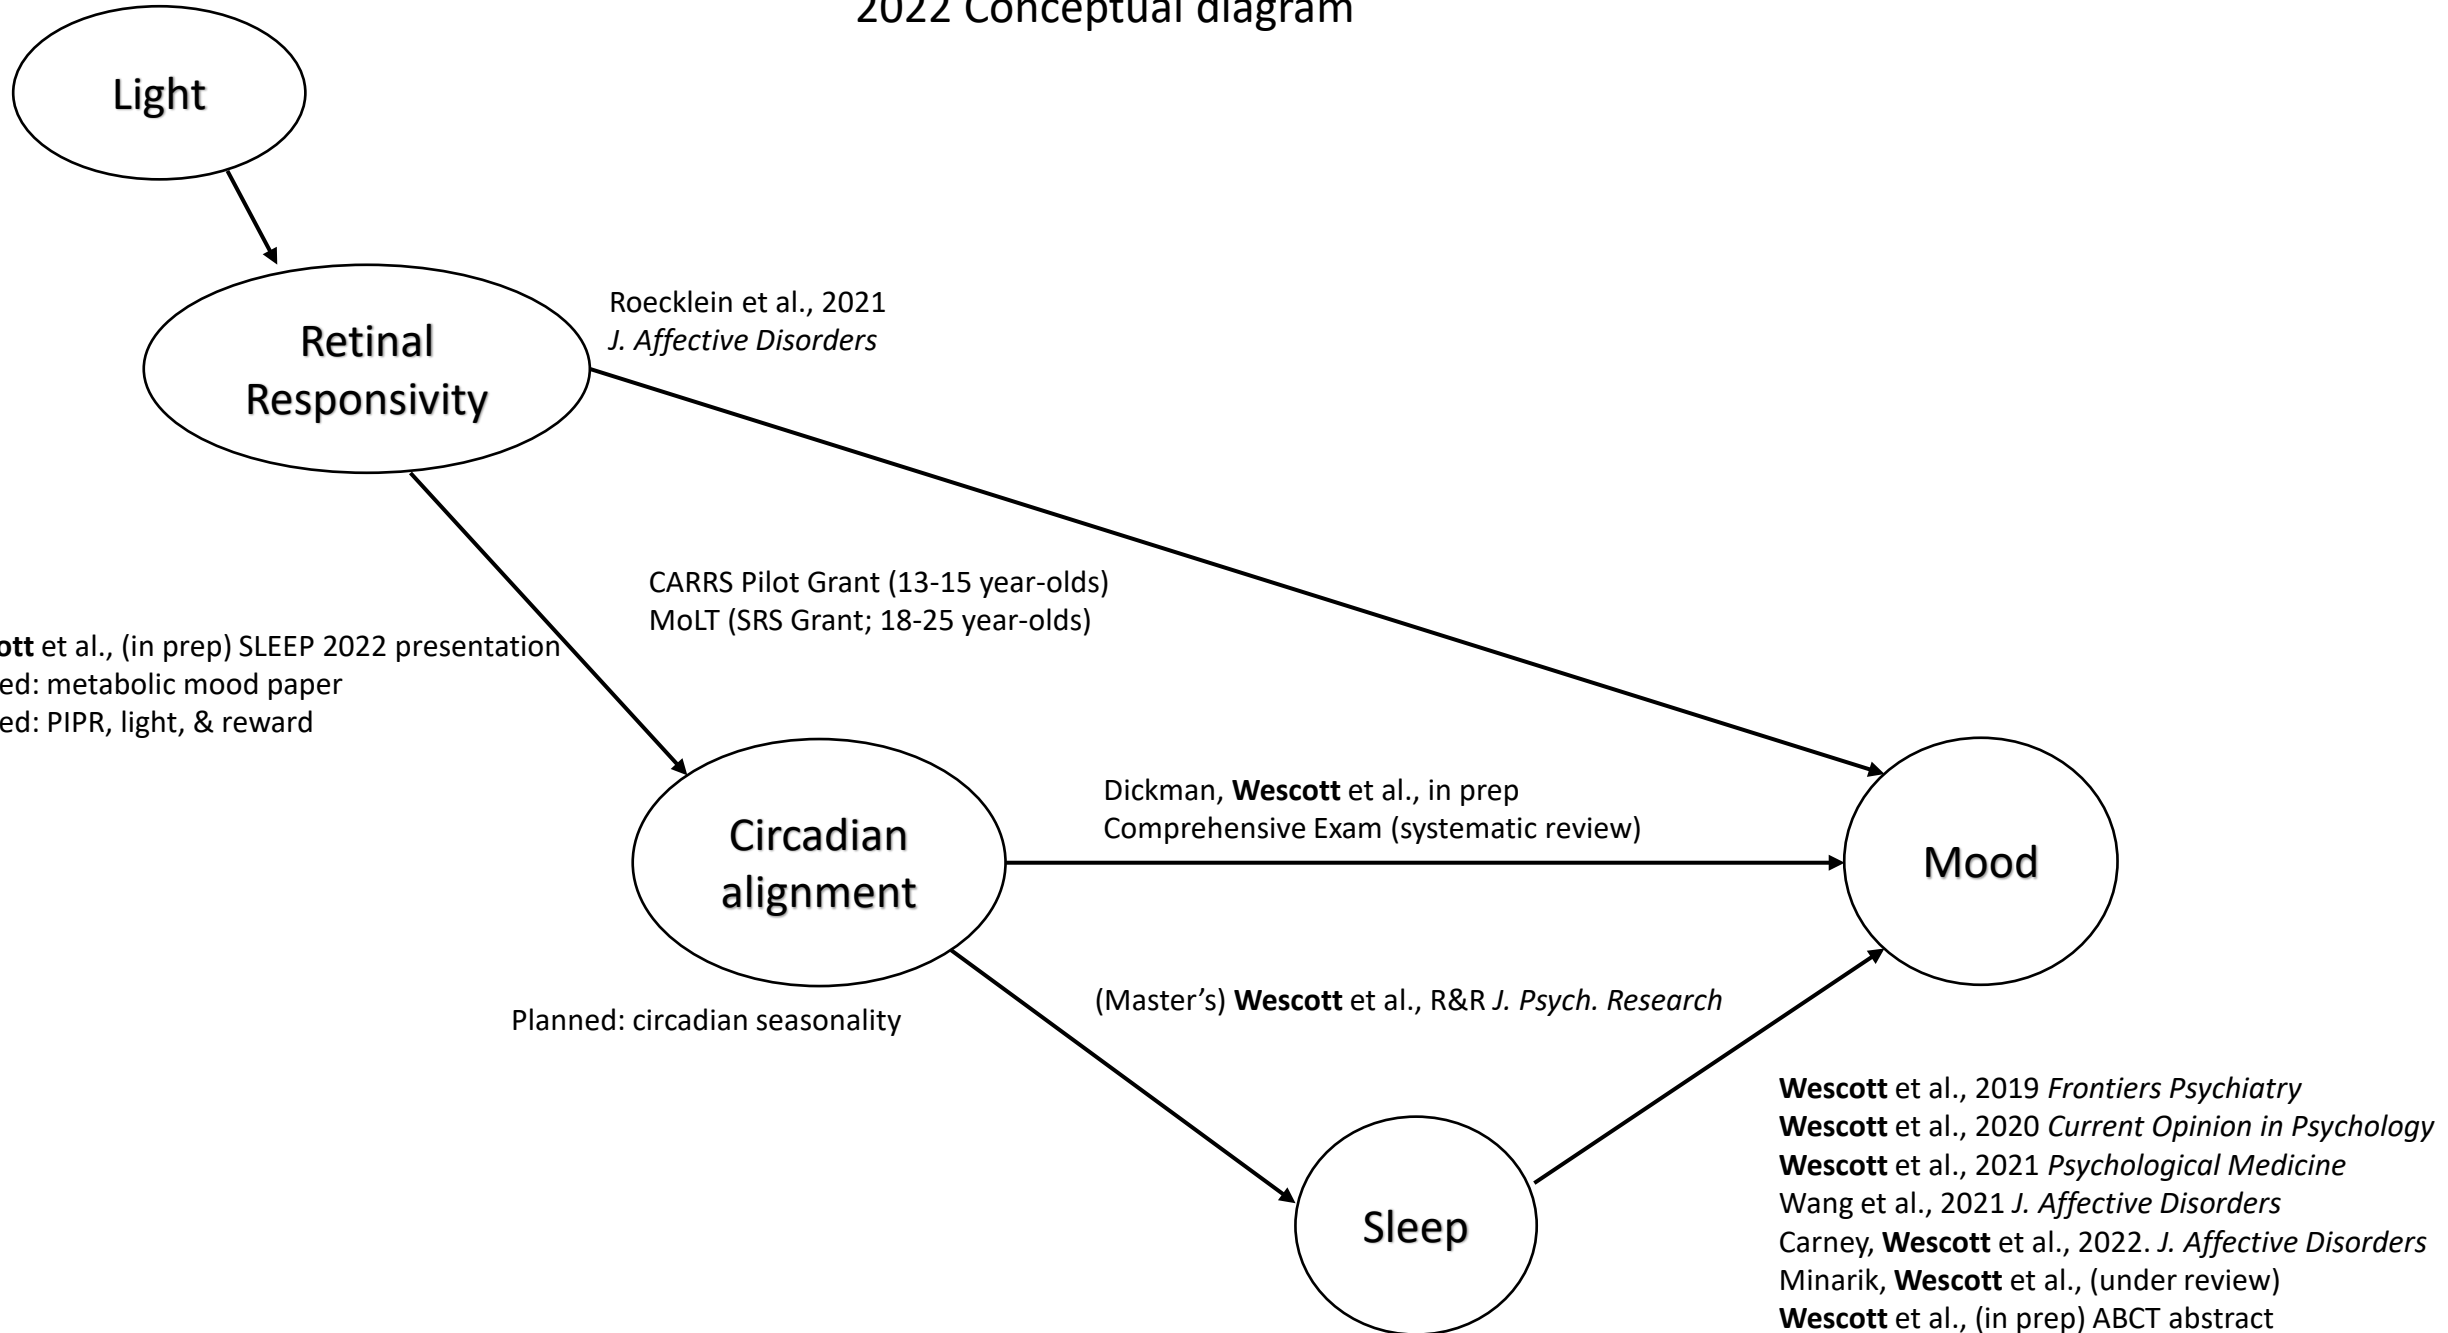 2022 Conceptual diagram
Light
Retinal
Responsivity
Roecklein et al., 2021
J. Affective Disorders
CARRS Pilot Grant (13-15 year-olds)
MoLT (SRS Grant; 18-25 year-olds)
ott et al., (in prep) SLEEP 2022 presentation
ed: metabolic mood paper
ed: PIPR, light, & reward
Circadian
alignment
Dickman, Wescott et al., in prep
Comprehensive Exam (systematic review)
Mood
Planned: circadian seasonality
(Master’s) Wescott et al., R&R J. Psych. Research
Sleep
Wescott et al., 2019 Frontiers Psychiatry
Wescott et al., 2020 Current Opinion in Psychology
Wescott et al., 2021 Psychological Medicine
Wang et al., 2021 J. Affective Disorders
Carney, Wescott et al., 2022. J. Affective Disorders
Minarik, Wescott et al., (under review)
Wescott et al., (in prep) ABCT abstract